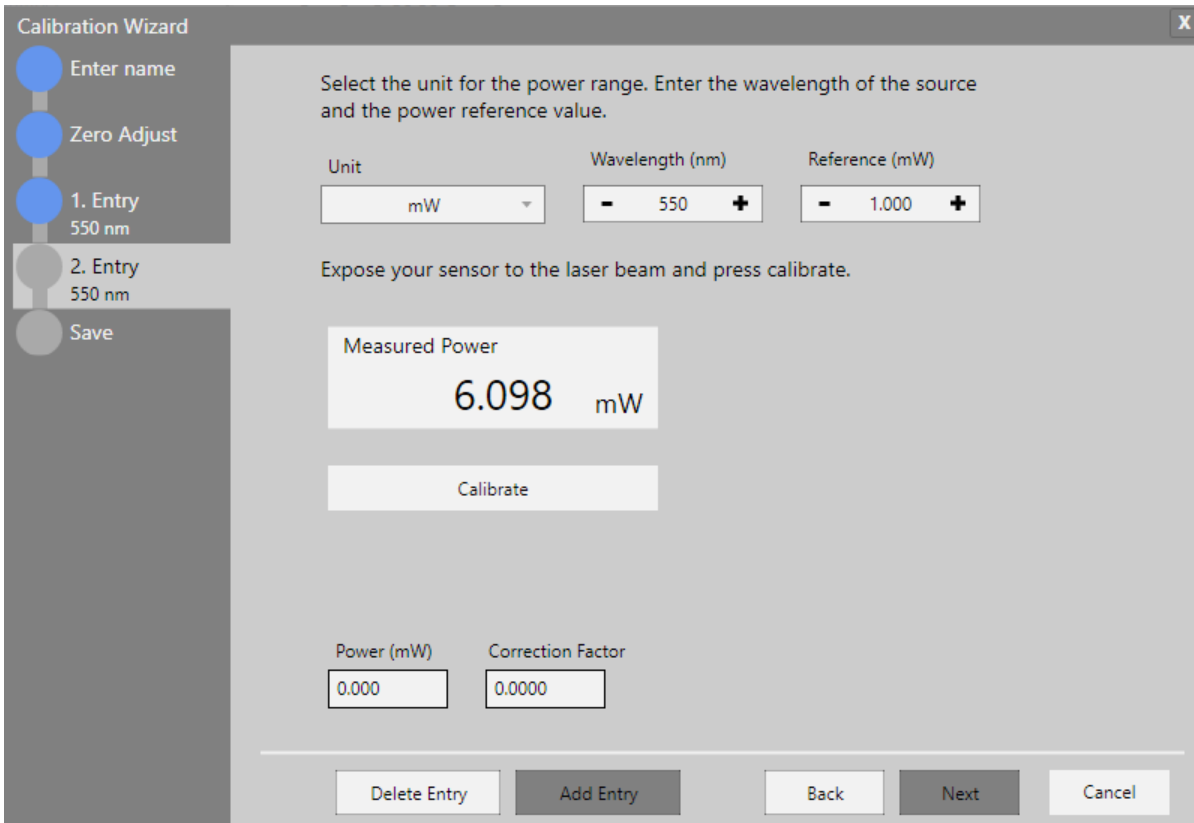 Calibration Wizard
X
Enter name
Zero Adjust
1. Entry
550 nm
2. Entry
550 nm
Save
Select the unit for the power range. Enter the wavelength of the source
and the power reference value.
Unit
Wavelength (nm)
Reference (mW)
mW
- 550 +
- 1.000 +
Expose your sensor to the laser beam and press calibrate.
Measured Power
6.098 mW
Calibrate
Power (mW)
Correction Factor
0.000
0.0000
Delete Entry
Add Entry
Back
Next
Cancel